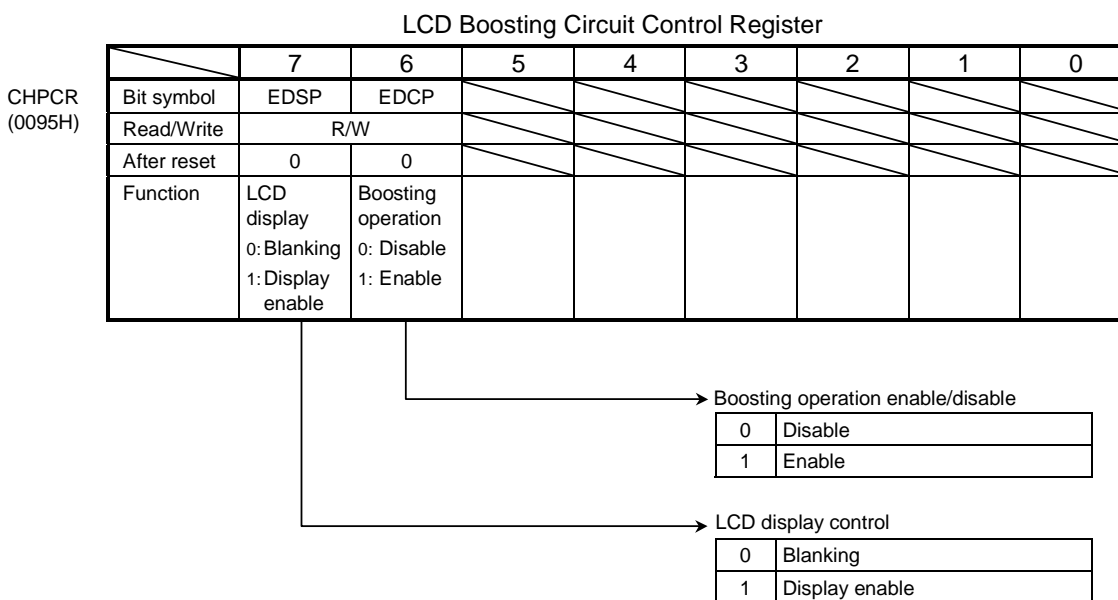 LCD Boosting Circuit Control Register
7 6 5 4 3 2 1 0
CHPCR
(0095H)
Bit symbol EDSP EDCP
Read/Write R/W
After reset 0 0
Function LCD display 0: Blanking 1: Display enable
Boosting operation 0: Disable 1: Enable
Boosting operation enable/disable
0 Disable
1 Enable
LCD display control
0 Blanking
1 Display enable